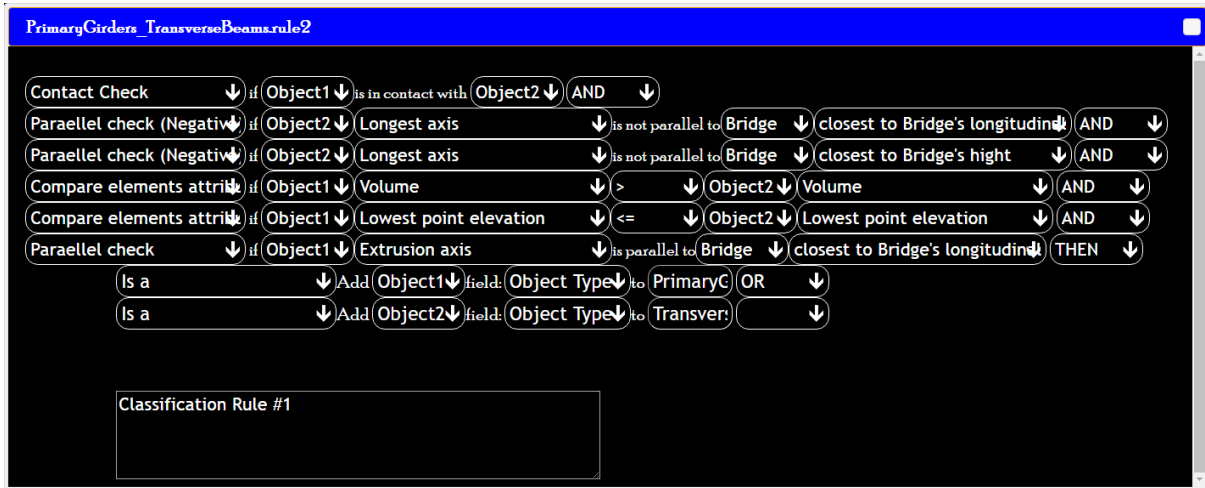 PrimaryGirders_TransverseBeams.rule2
Contact Check if Object1 is in contact with Object2 AND
Paraellel check (Negative) if Object2 Longest axis is not parallel to Bridge closest to Bridge's longitudinal AND
Paraellel check (Negative) if Object2 Longest axis is not parallel to Bridge closest to Bridge's hight AND
Compare elements attrib if Object1 Volume > Object2 Volume AND
Compare elements attrib if Object1 Lowest point elevation <= Object2 Lowest point elevation AND
Paraellel check if Object1 Extrusion axis is parallel to Bridge closest to Bridge's longitudinal THEN
Is a Add Object1 field: Object Type to PrimaryG OR
Is a Add Object2 field: Object Type to Transvers
Classification Rule #1